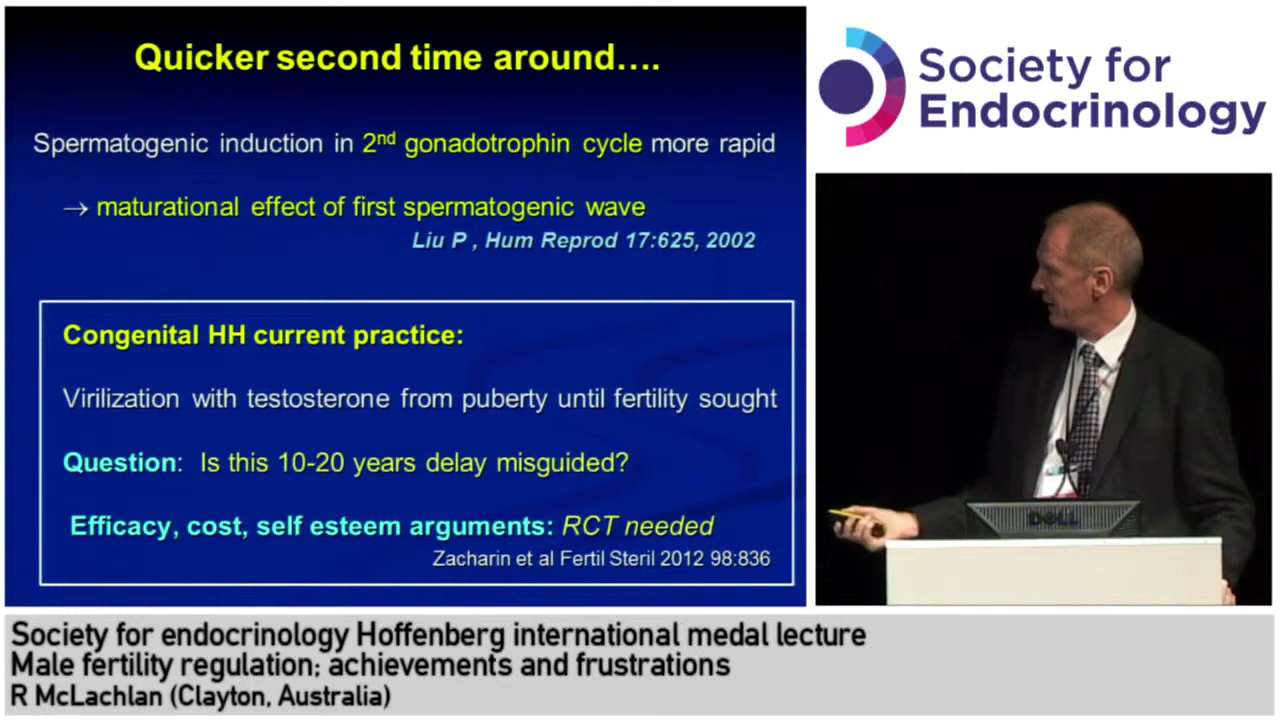 Quicker second time around….
Spermatogenic induction in 2nd gonadotrophin cycle more rapid
→ maturational effect of first spermatogenic wave
Liu P , Hum Reprod 17:625, 2002
Congenital HH current practice:
Virilization with testosterone from puberty until fertility sought
Question: Is this 10-20 years delay misguided?
Efficacy, cost, self esteem arguments: RCT needed
Zacharin et al Fertil Steril 2012 98:836
Society for
Endocrinology
DELL
Society for endocrinology Hoffenberg international medal lecture
Male fertility regulation; achievements and frustrations
R McLachlan (Clayton, Australia)